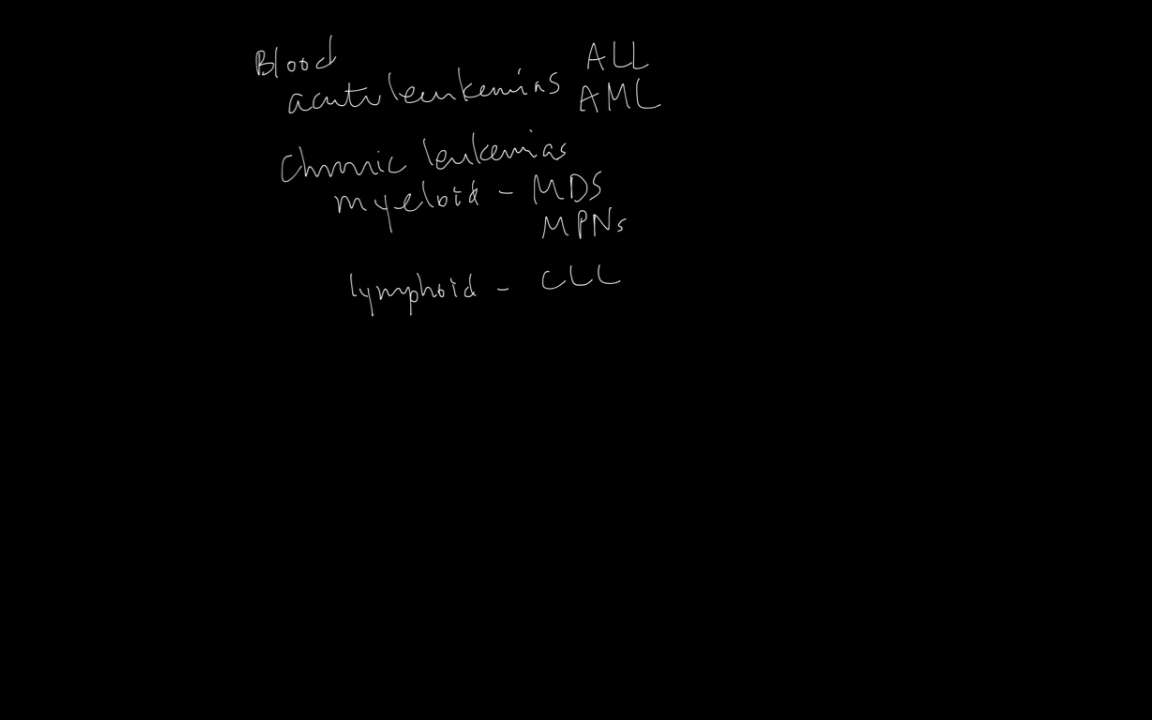 Blood
acute leukemias ALL
AML
Chronic leukemias
myeloid - MDS
MPNs
lymphoid - CLL